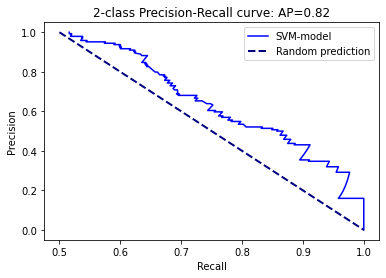 2-class Precision-Recall curve: AP=0.82
SVM-model
Random prediction
Precision
1.0
0.8
0.6
0.4
0.2
0.0
0.5
0.6
0.7
0.8
0.9
1.0
Recall